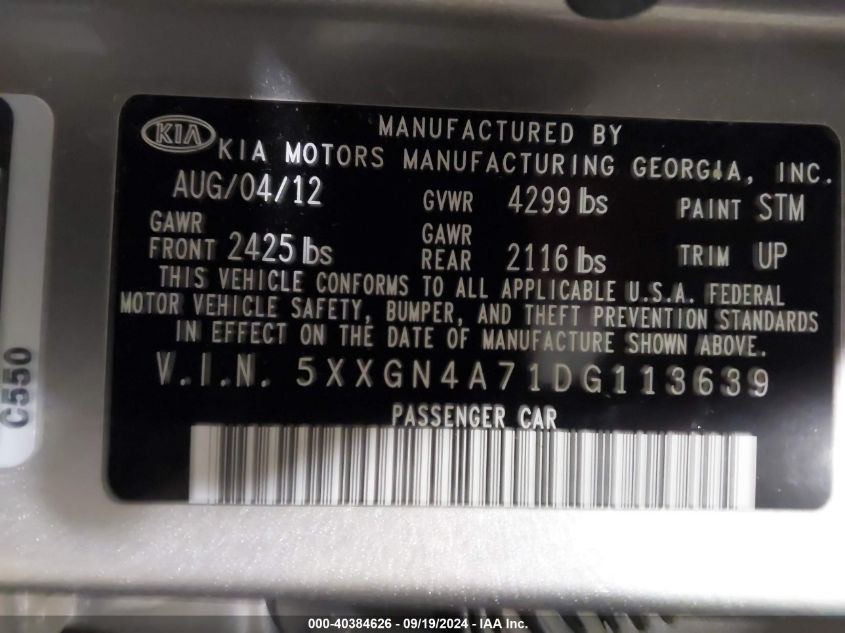 KIA
MANUFACTURED BY
KIA MOTORS MANUFACTURING GEORGIA, INC.
AUG/04/12 GVWR 4299 lbs PAINT STM
GAWR FRONT 2425 lbs GAWR REAR 2116 lbs TRIM UP
THIS VEHICLE CONFORMS TO ALL APPLICABLE U.S.A. FEDERAL
MOTOR VEHICLE SAFETY, BUMPER, AND THEFT PREVENTION STANDARDS
IN EFFECT ON THE DATE OF MANUFACTURE SHOWN ABOVE.
V.I.N. 5XXGN4A71DG113639
PASSENGER CAR
C550
000-40384626 - 09/19/2024 - IAA Inc.